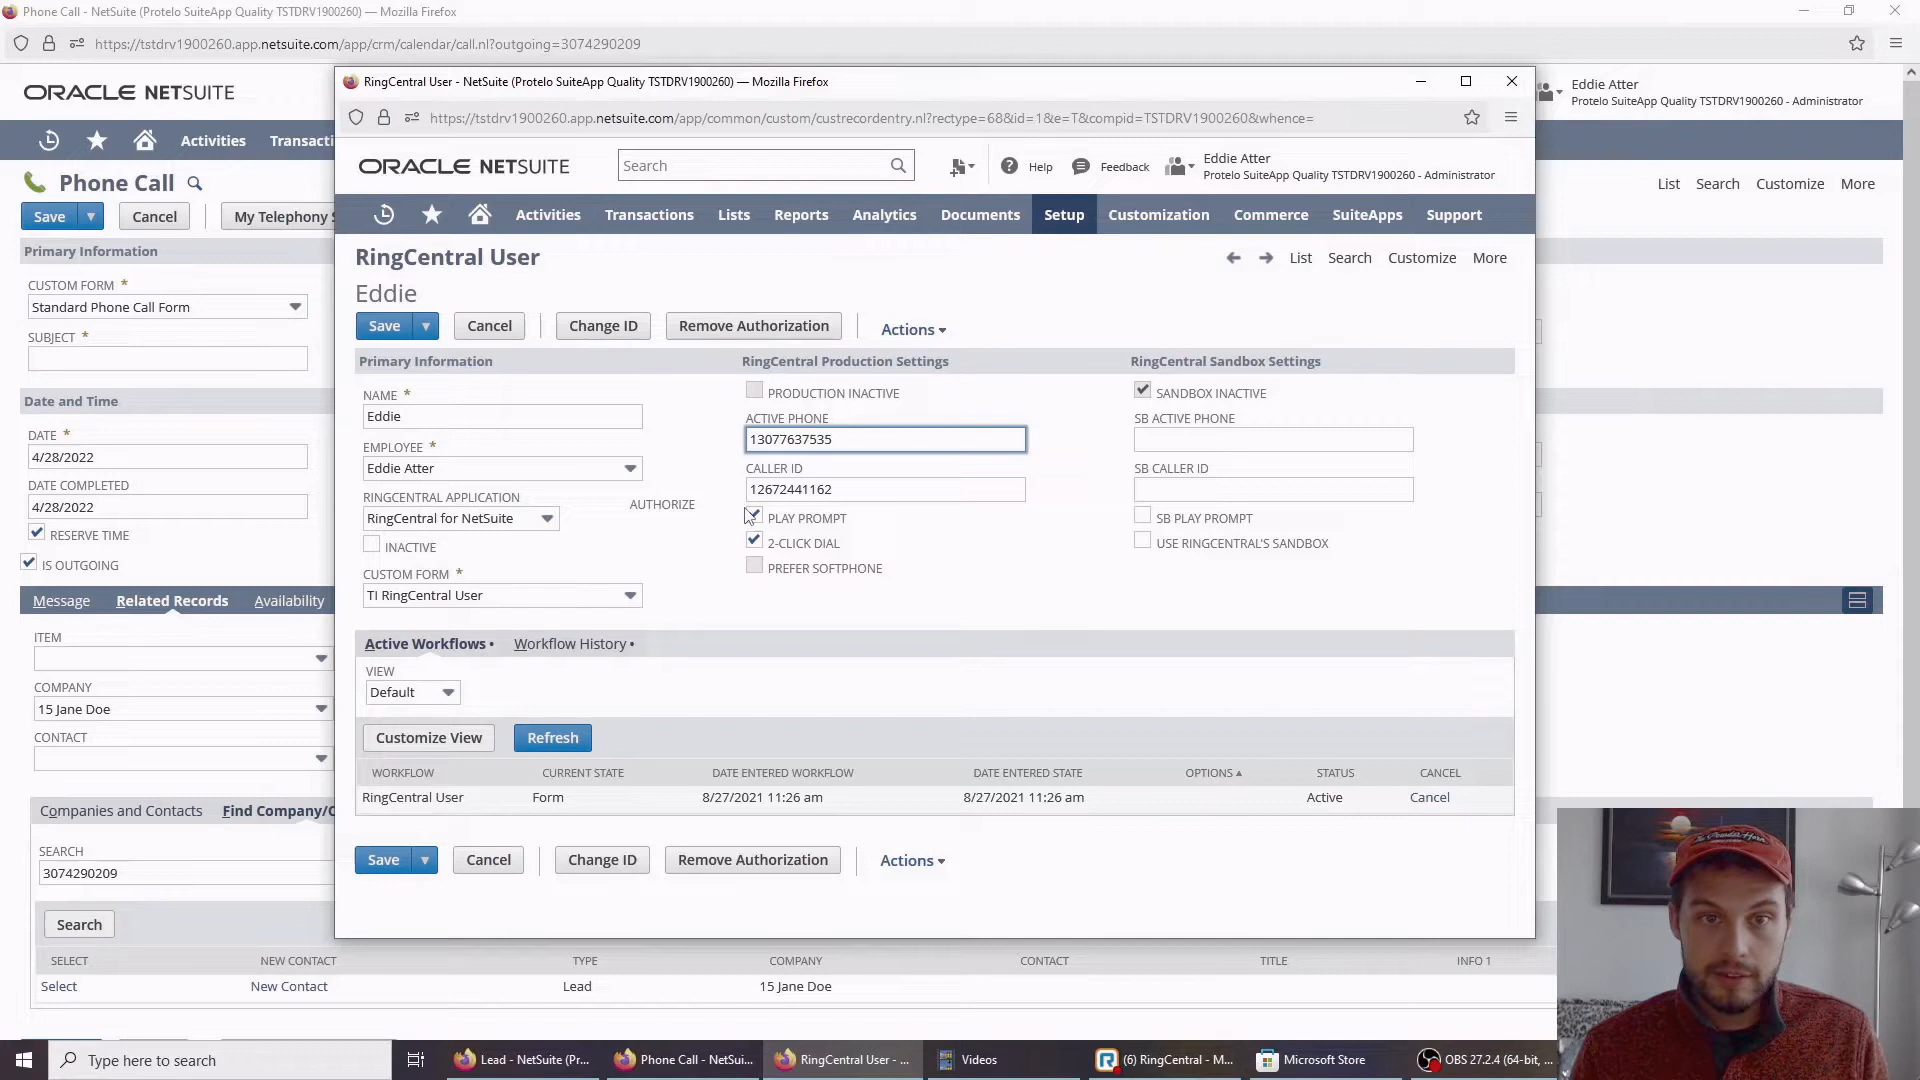 Phone Call - NetSuite (Protelo SuiteApp Quality TSTDRV1900260) — Mozilla Firefox
https://tstdrv1900260.app.netsuite.com/app/crm/calendar/call.nl?outgoing=3074290209
ORACLE NETSUITE
Eddie Atter
Protelo SuiteApp Quality TSTDRV1900260 - Administrator
Activities Transacti
Phone Call
List Search Customize More
Save Cancel My Telephony S
Primary Information
CUSTOM FORM *
Standard Phone Call Form
SUBJECT *
Date and Time
DATE *
4/28/2022
DATE COMPLETED
4/28/2022
RESERVE TIME
IS OUTGOING
Message Related Records Availability
ITEM
COMPANY
15 Jane Doe
CONTACT
Companies and Contacts Find Company/C
SEARCH
3074290209
Search
SELECT NEW CONTACT TYPE COMPANY CONTACT TITLE INFO 1
Select New Contact Lead 15 Jane Doe
RingCentral User - NetSuite (Protelo SuiteApp Quality TSTDRV1900260) — Mozilla Firefox
https://tstdrv1900260.app.netsuite.com/app/common/custom/custrecordentry.nl?rectype=68&id=1&e=T&compid=TSTDRV1900260&whence=
ORACLE NETSUITE
Search
Help Feedback
Eddie Atter
Protelo SuiteApp Quality TSTDRV1900260 - Administrator
Activities Transactions Lists Reports Analytics Documents Setup Customization Commerce SuiteApps Support
RingCentral User
List Search Customize More
Eddie
Save Cancel Change ID Remove Authorization Actions
Primary Information
NAME *
Eddie
EMPLOYEE *
Eddie Atter
RINGCENTRAL APPLICATION
RingCentral for NetSuite
AUTHORIZE
INACTIVE
CUSTOM FORM *
TI RingCentral User
RingCentral Production Settings
PRODUCTION INACTIVE
ACTIVE PHONE
13077637535
CALLER ID
12672441162
PLAY PROMPT
2-CLICK DIAL
PREFER SOFTPHONE
RingCentral Sandbox Settings
SANDBOX INACTIVE
SB ACTIVE PHONE
SB CALLER ID
SB PLAY PROMPT
USE RINGCENTRAL'S SANDBOX
Active Workflows • Workflow History •
VIEW
Default
Customize View Refresh
WORKFLOW CURRENT STATE DATE ENTERED WORKFLOW DATE ENTERED STATE OPTIONS STATUS CANCEL
RingCentral User Form 8/27/2021 11:26 am 8/27/2021 11:26 am Active Cancel
Save Cancel Change ID Remove Authorization Actions
Type here to search
Lead - NetSuite (Pr...
Phone Call - NetSui...
RingCentral User - ...
Videos
(6) RingCentral - M...
Microsoft Store
OBS 27.2.4 (64-bit, ...